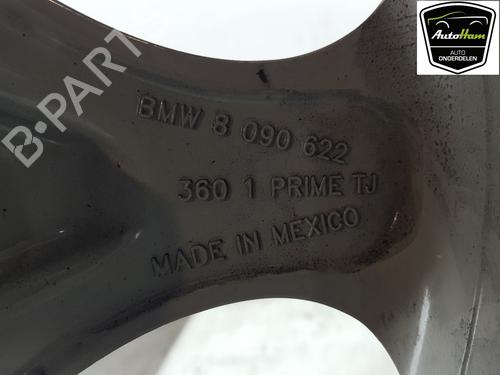 AutoHam
AUTO
ONDERDELEN
B-PARTS
BMW 8 090 622
360 1 PRIME TJ
MADE IN MEXICO